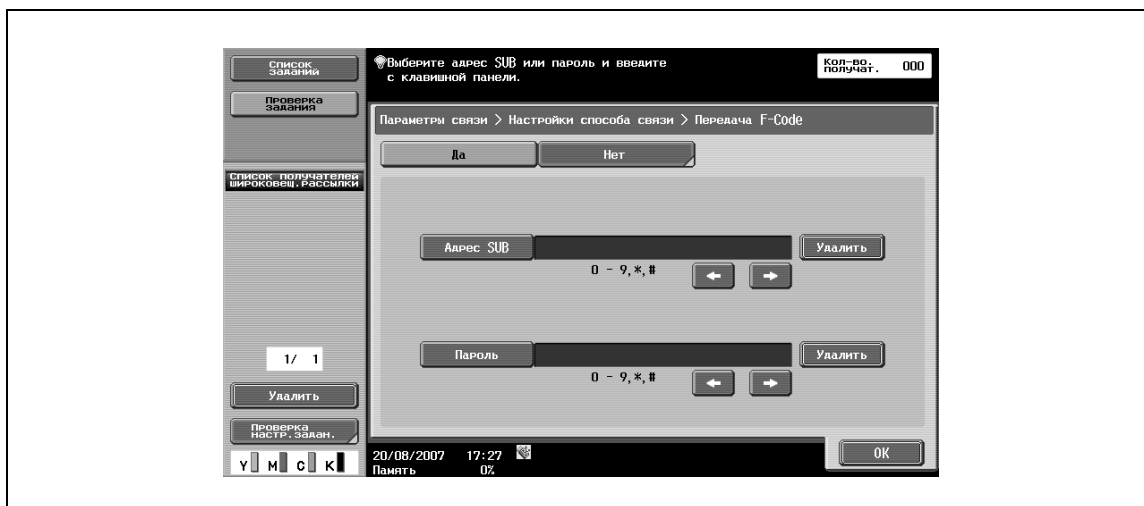 Список
заданий
Проверка
задания
Список получателей
широковещ.рассылки
1/ 1
Удалить
Проверка
настр.задан.
Y M C K
Выберите адрес SUB или пароль и введите
с клавишной панели.
Кол-во.
получат. 000
Параметры связи > Настройки способа связи > Передача F-Code
Да Нет
Адрес SUB Удалить
0 - 9,*,#
Пароль Удалить
0 - 9,*,#
20/08/2007 17:27
Память 0%
OK